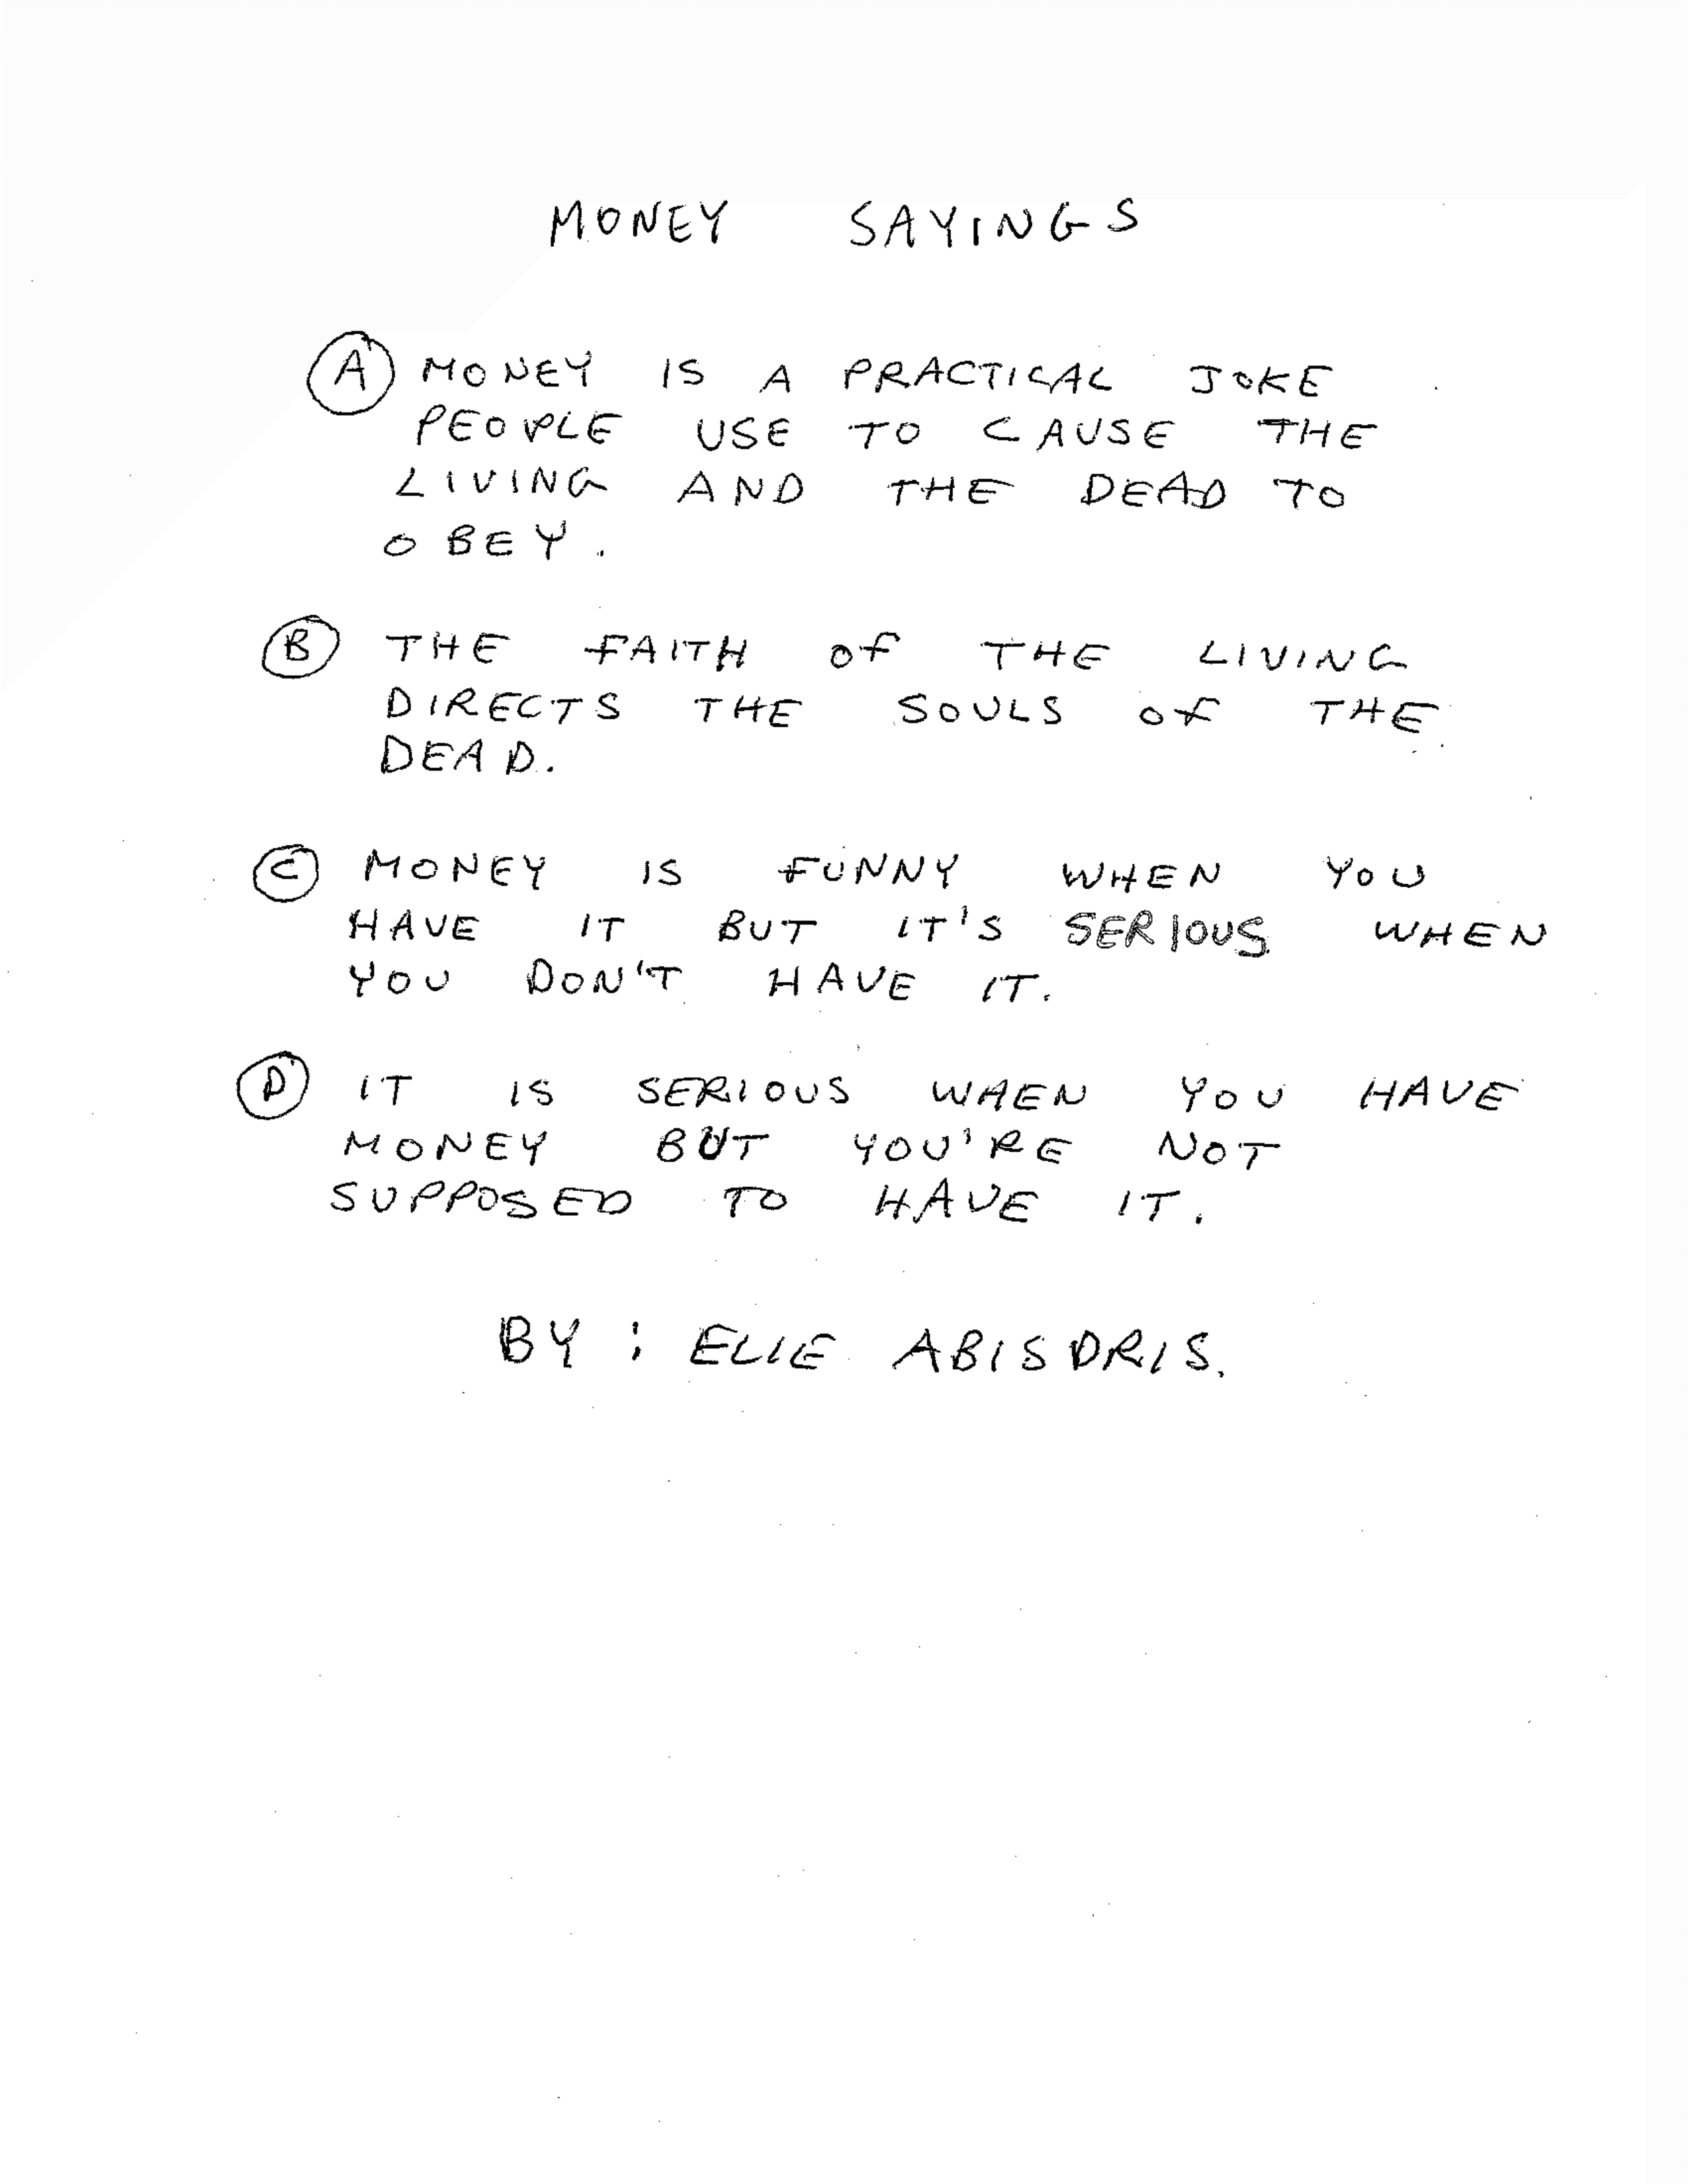 MONEY SAYINGS
A MONEY IS A PRACTICAL JOKE
PEOPLE USE TO CAUSE THE
LIVING AND THE DEAD TO
OBEY.
B THE FAITH of THE LIVING
DIRECTS THE SOULS of THE
DEAD.
C MONEY IS FUNNY WHEN YOU
HAVE IT BUT IT'S SERIOUS WHEN
YOU DON'T HAVE IT.
D IT IS SERIOUS WHEN YOU HAVE
MONEY BUT YOU'RE NOT
SUPPOSED TO HAVE IT.
BY : ELIE ABISDRIS.